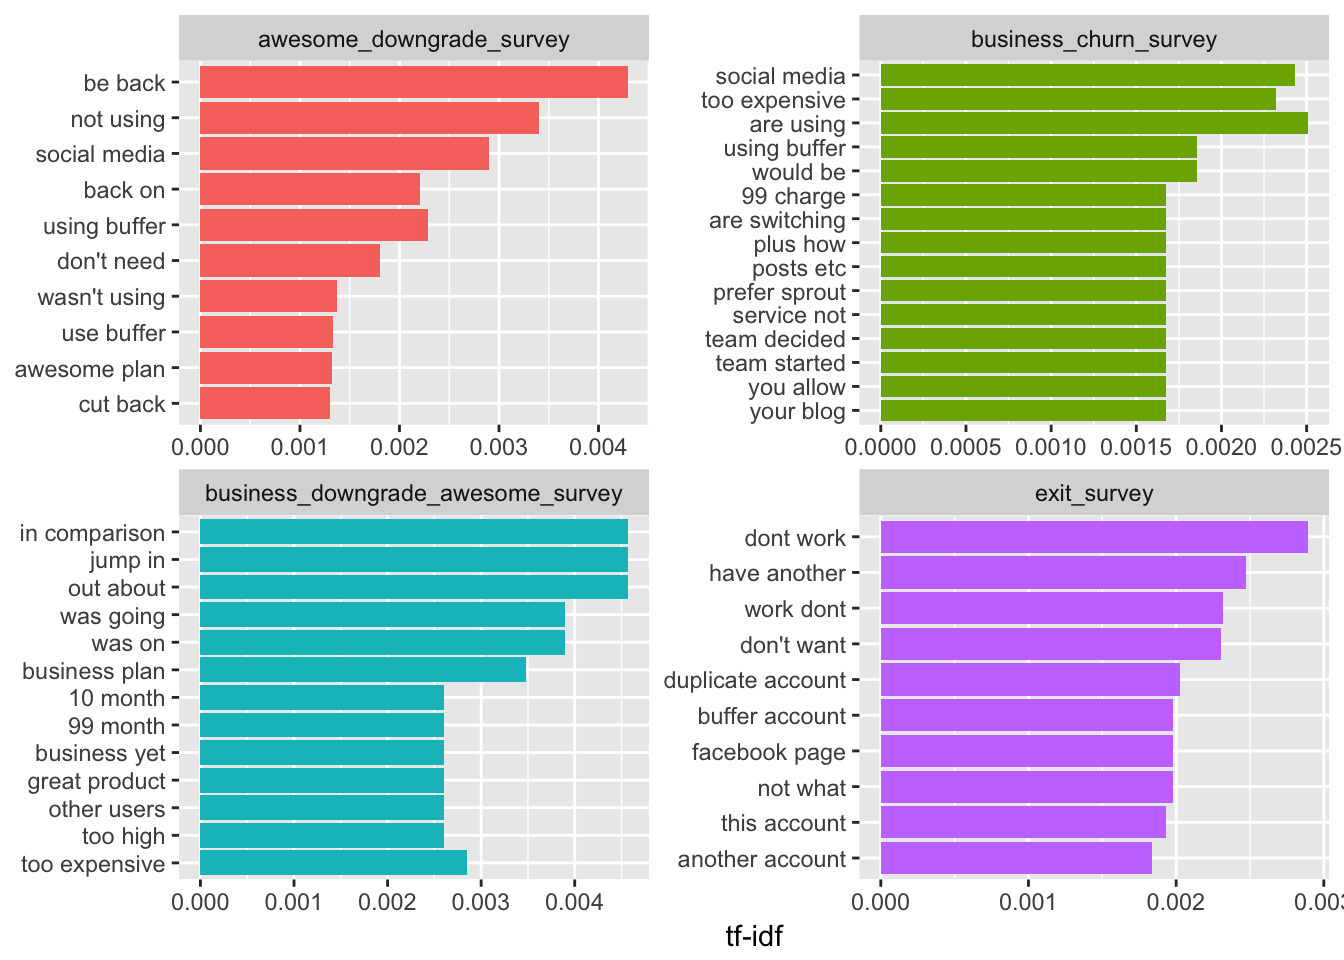 awesome_downgrade_survey
be back
not using
social media
back on
using buffer
don't need
wasn't using
use buffer
awesome plan
cut back
0.000 0.001 0.002 0.003 0.004
business_churn_survey
social media
too expensive
are using
using buffer
would be
99 charge
are switching
plus how
posts etc
prefer sprout
service not
team decided
team started
you allow
your blog
0.0000 0.0005 0.0010 0.0015 0.0020 0.0025
business_downgrade_awesome_survey
in comparison
jump in
out about
was going
was on
business plan
10 month
99 month
business yet
great product
other users
too high
too expensive
0.000 0.001 0.002 0.003 0.004
exit_survey
dont work
have another
work dont
don't want
duplicate account
buffer account
facebook page
not what
this account
another account
0.000 0.001 0.002
tf-idf